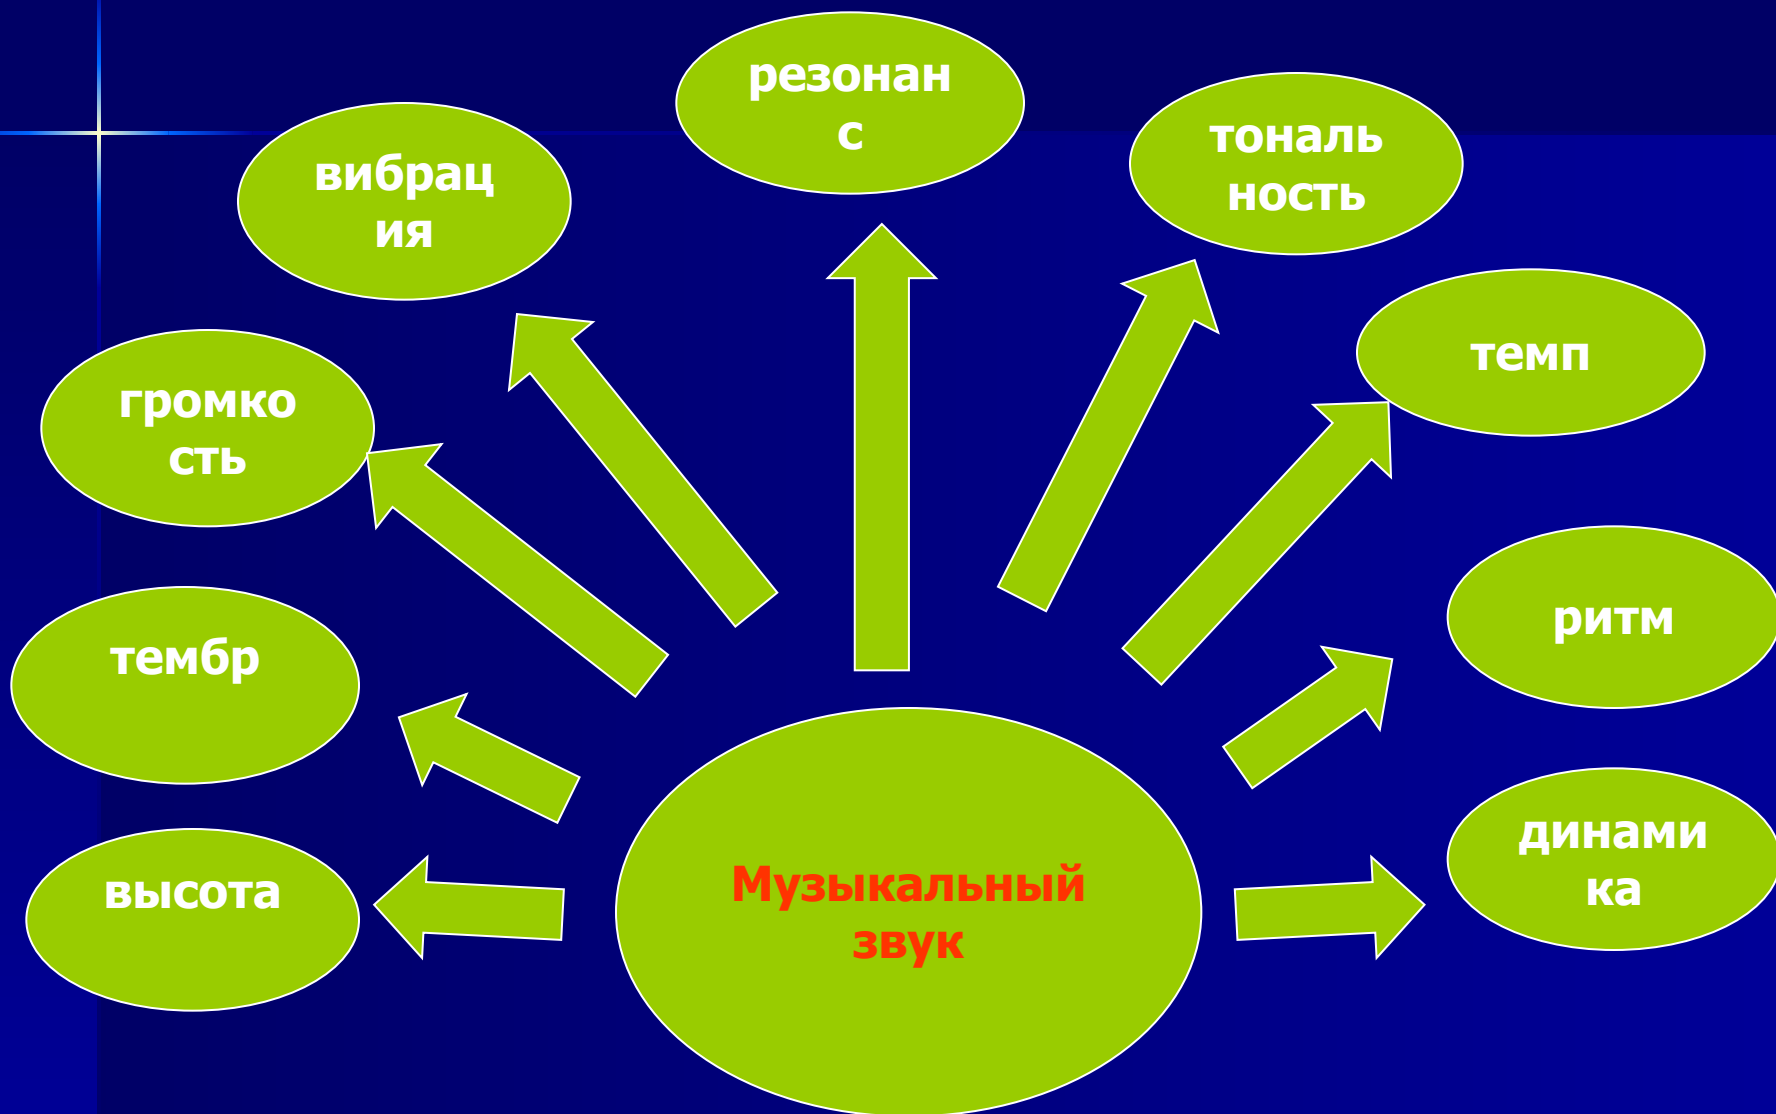 резонан
с
тональ
ность
вибрац
ия
темп
громко
сть
ритм
тембр
динами
ка
высота
Музыкальный
звук